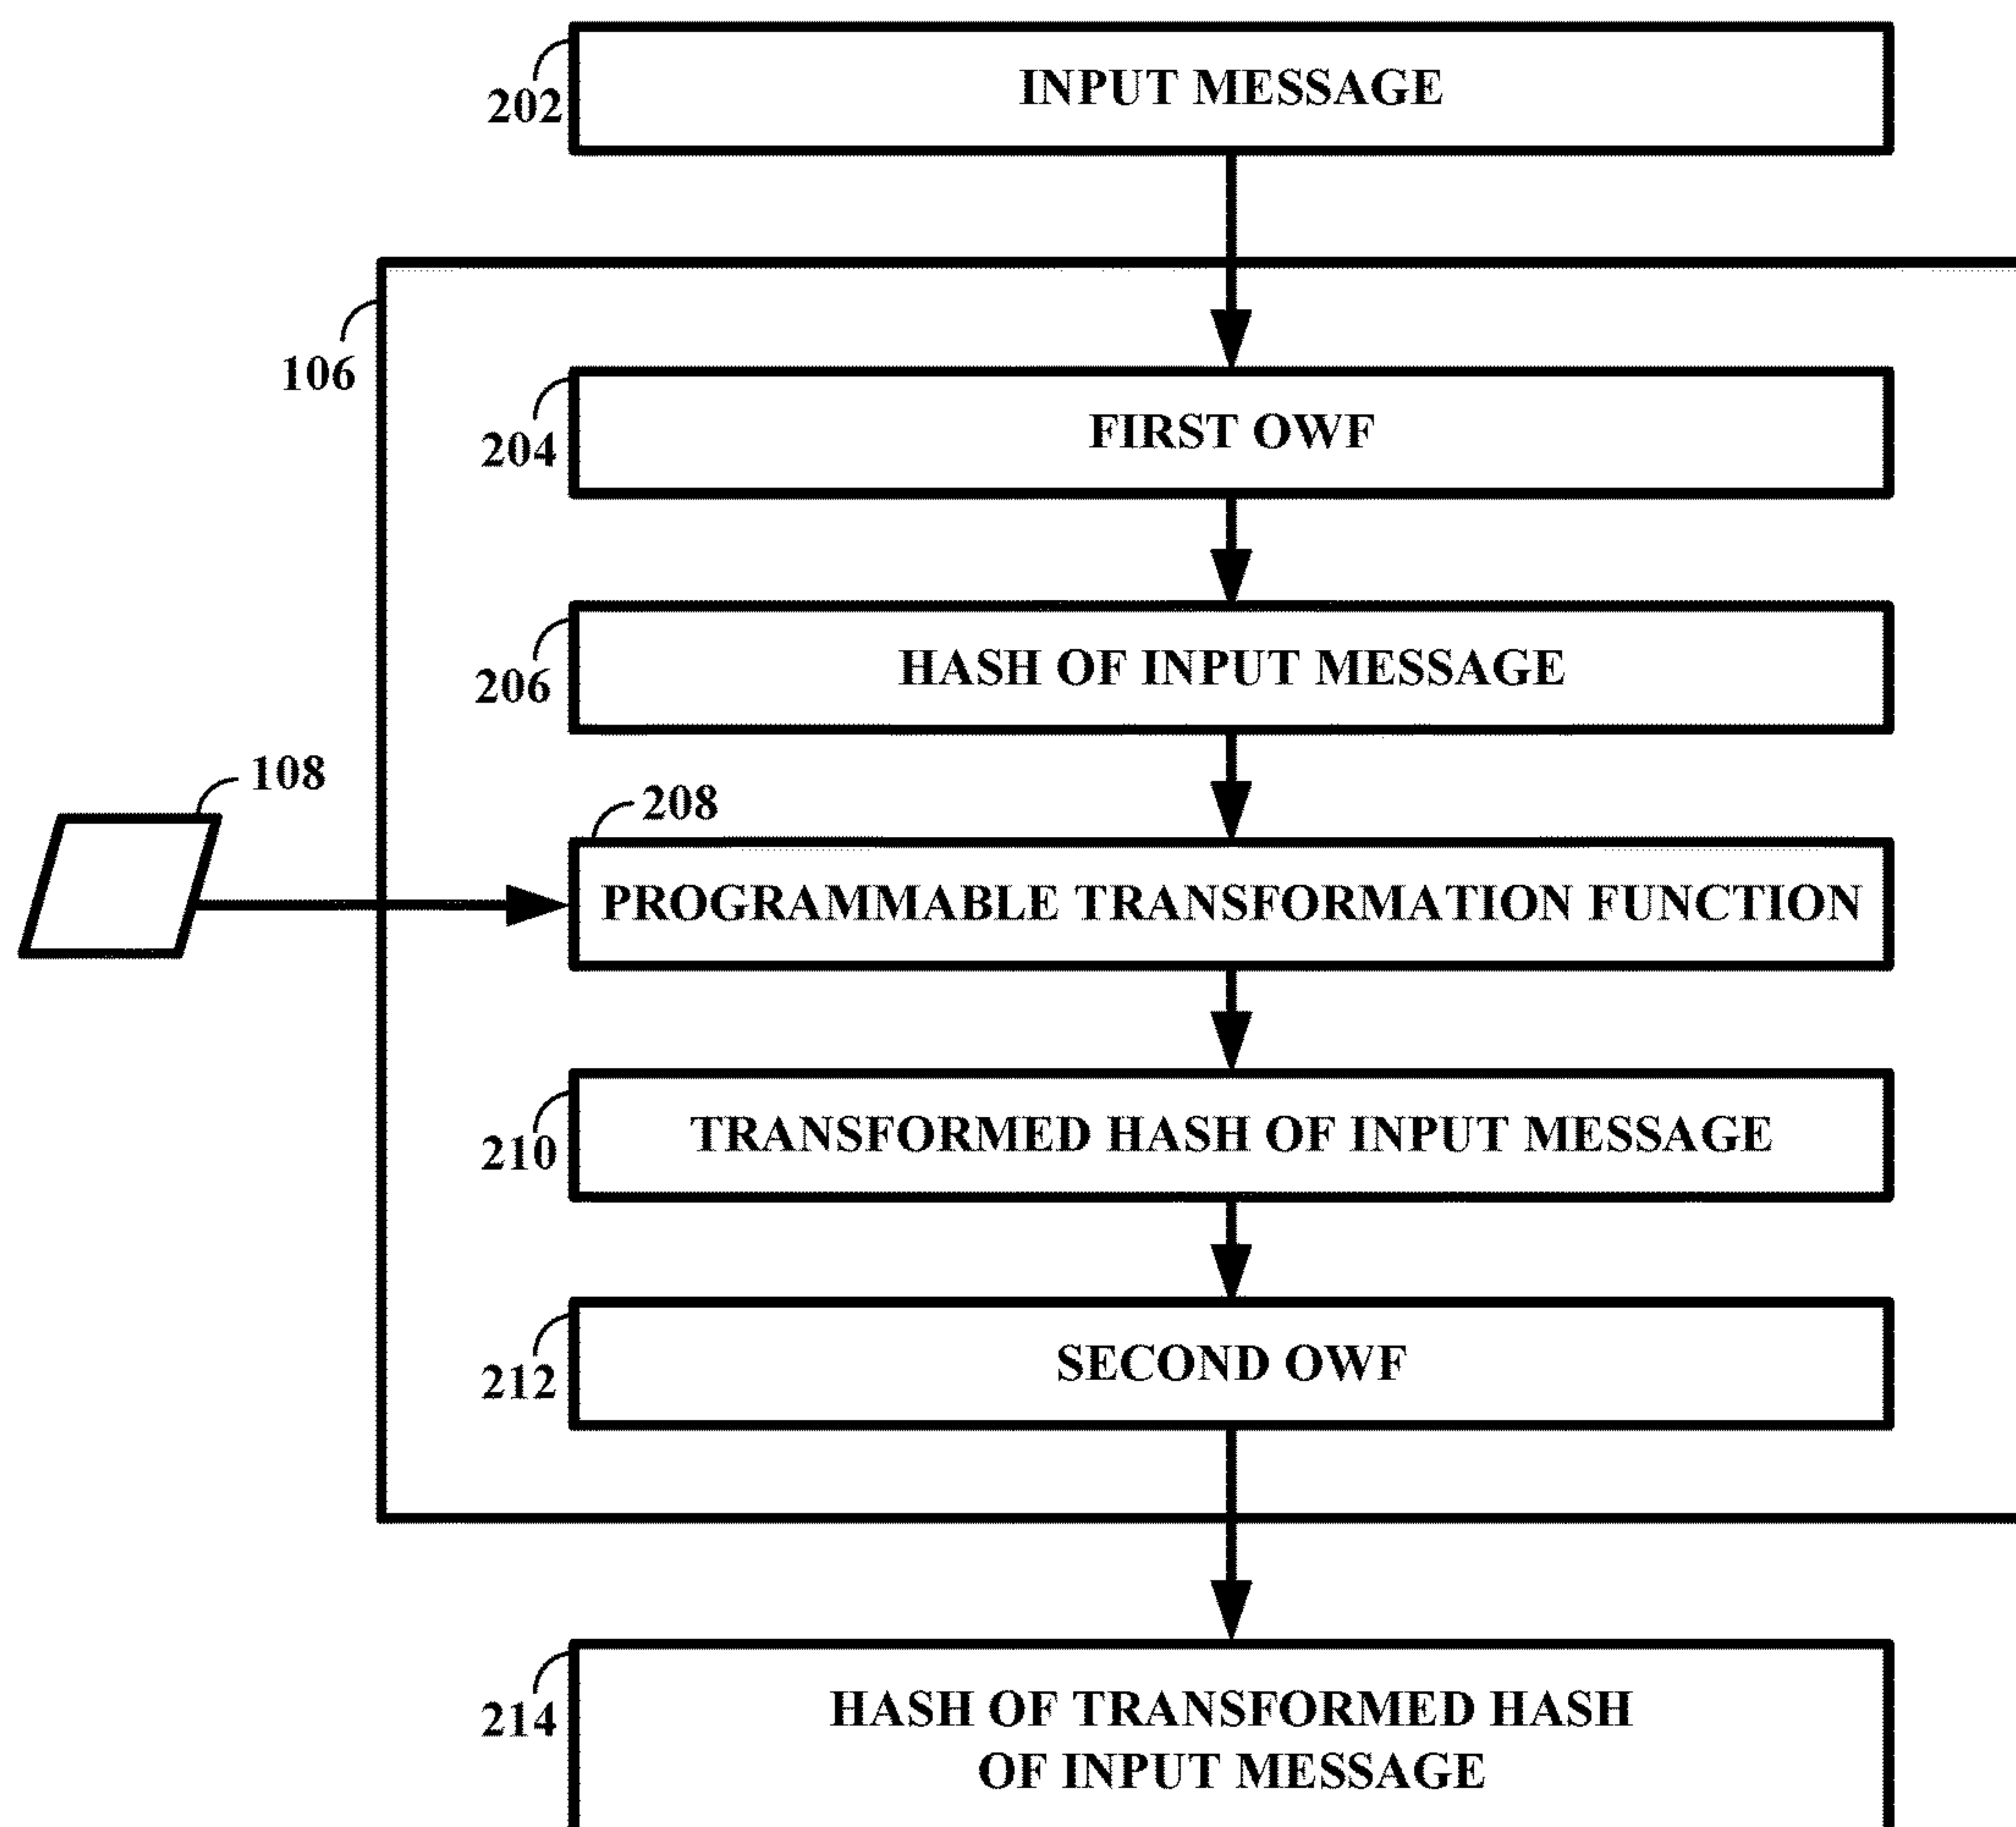 INPUT MESSAGE
202
106
FIRST OWF
204
HASH OF INPUT MESSAGE
206
108
208
PROGRAMMABLE TRANSFORMATION FUNCTION
TRANSFORMED HASH OF INPUT MESSAGE
210
SECOND OWF
212
HASH OF TRANSFORMED HASH
214
OF INPUT MESSAGE